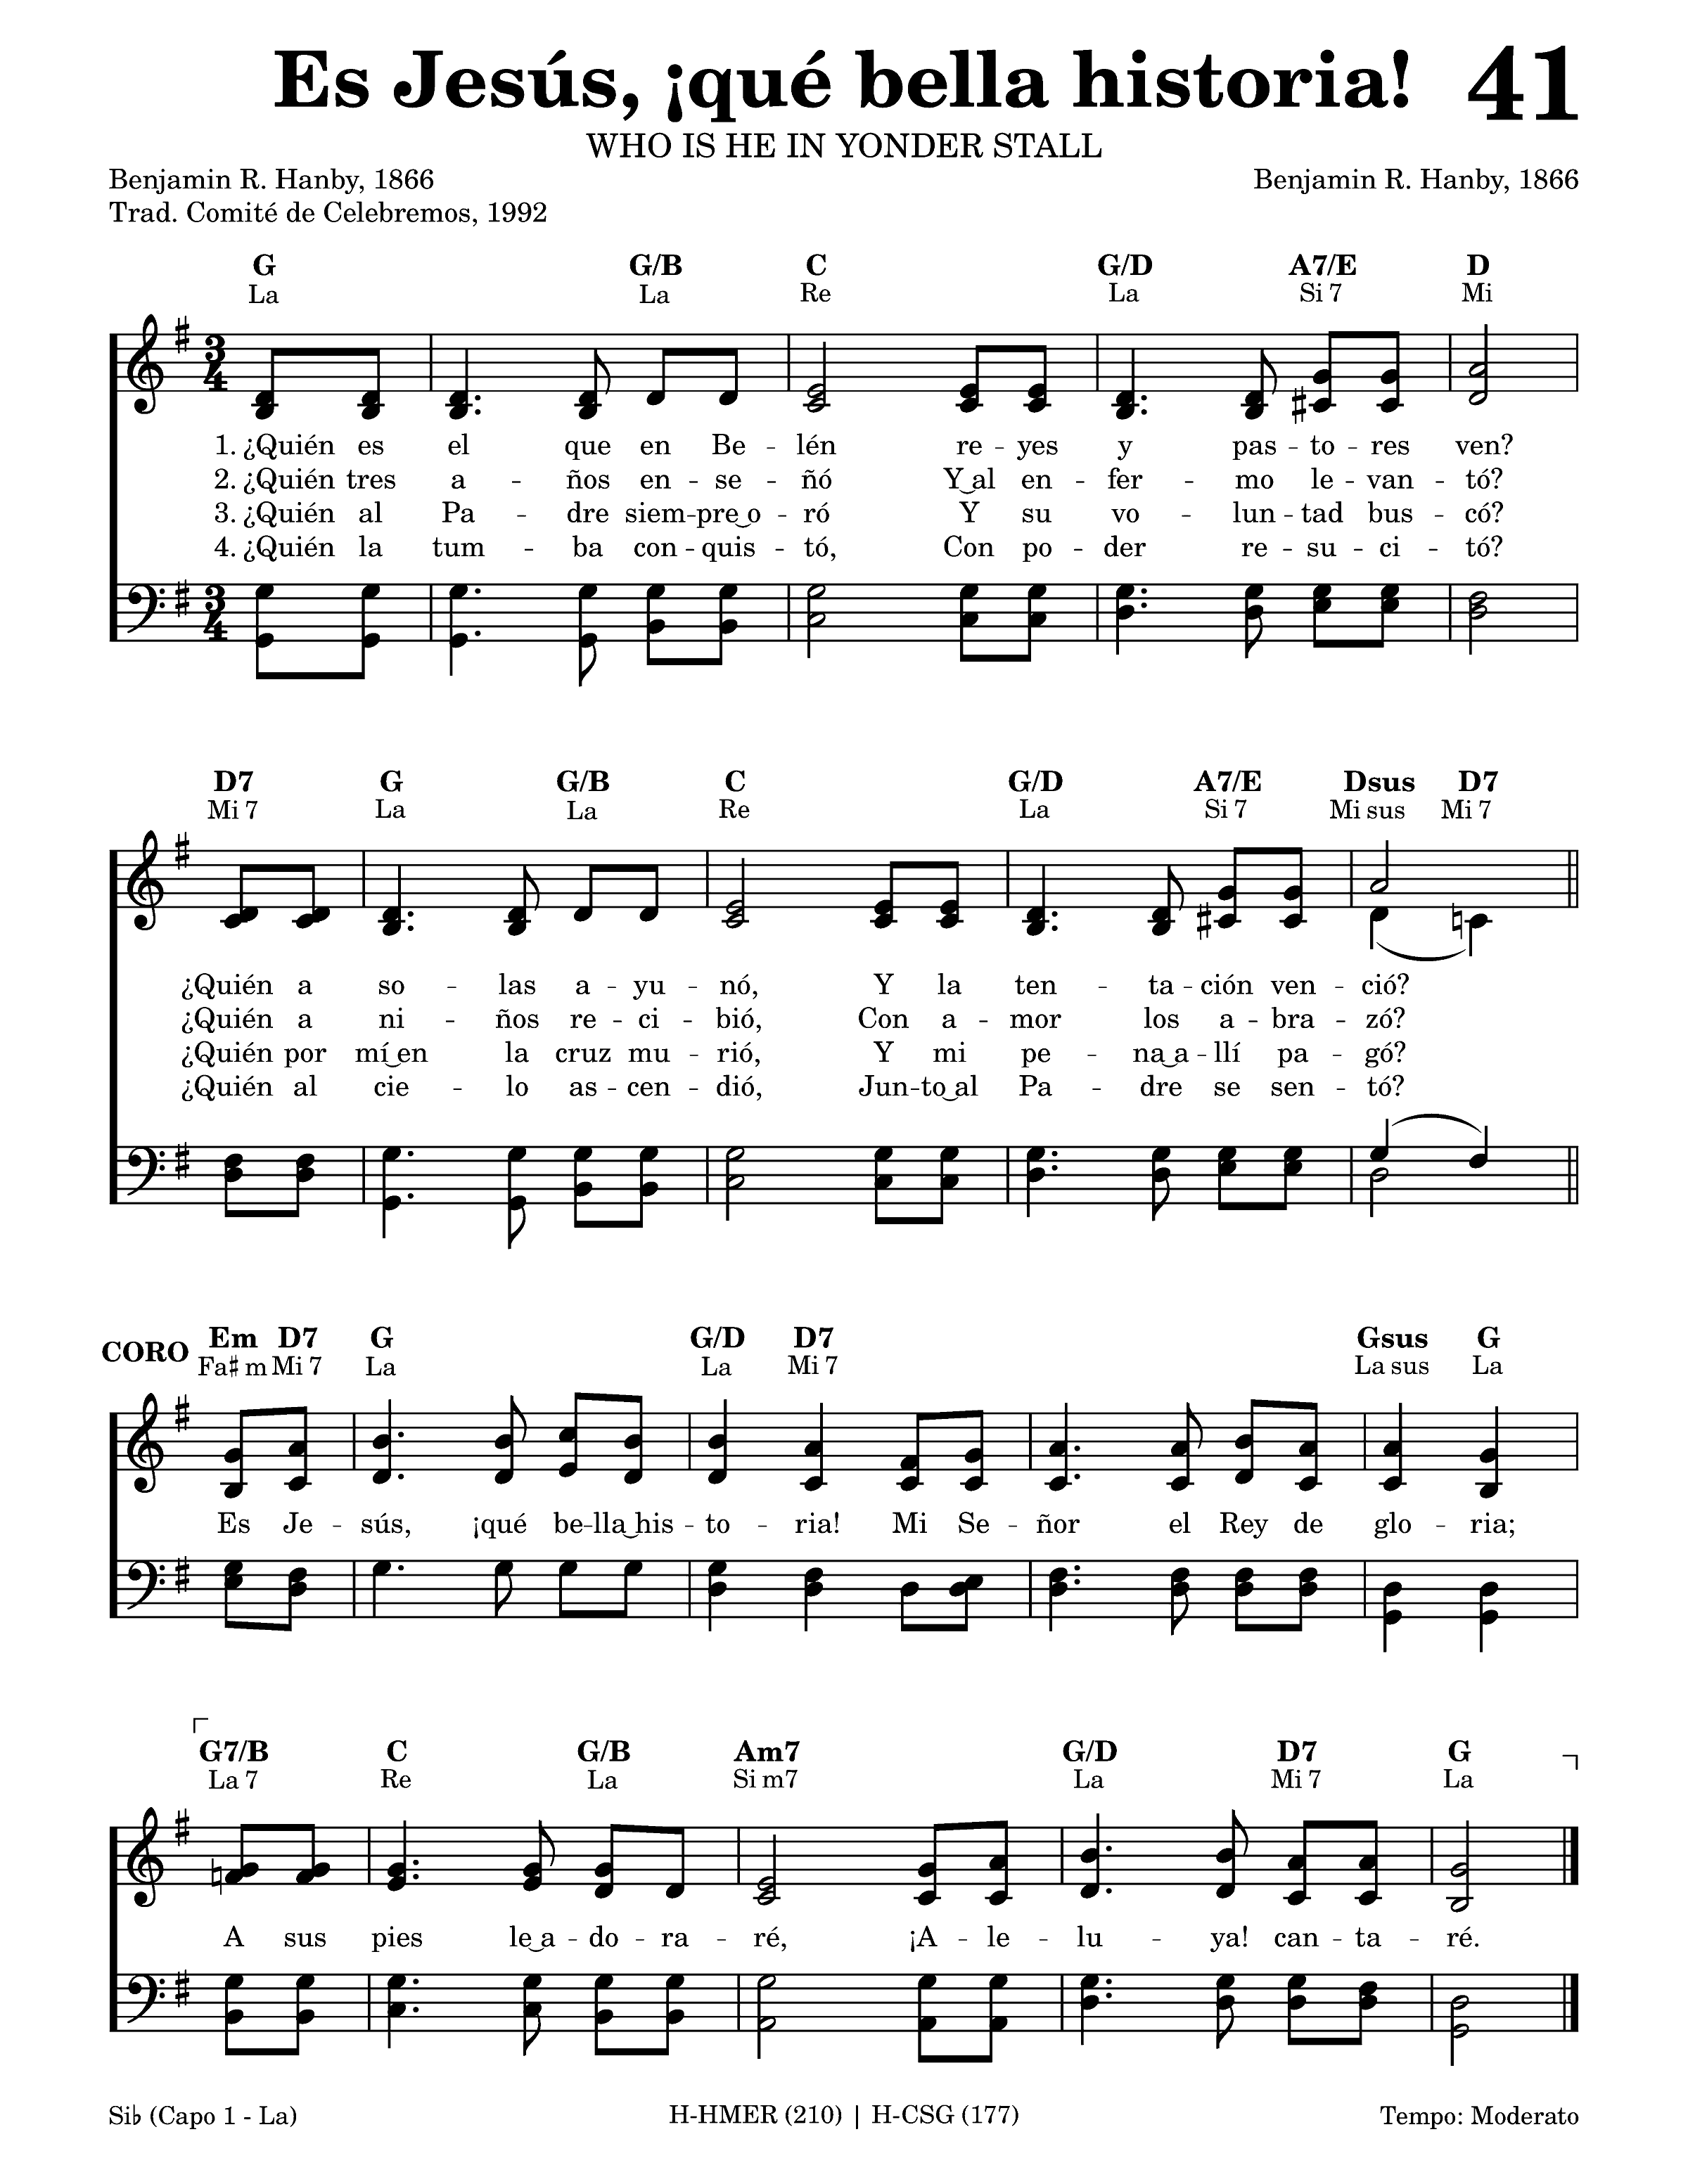 Es Jesús, ¡qué bella historia! 41
WHO IS HE IN YONDER STALL
Benjamin R. Hanby, 1866 Benjamin R. Hanby, 1866
Trad. Comité de Celebremos, 1992
G G/B C G/D A7/E D
La La Re La Si 7 Mi
3 4
1. ¿Quién es el que en Be - lén re - yes y pas - to - res ven?
2. ¿Quién tres a - ños en - se - ñó Y‿al en - fer - mo le - van - tó?
3. ¿Quién al Pa - dre siem - pre‿o - ró Y su vo - lun - tad bus - có?
4. ¿Quién la tum - ba con - quis - tó, Con po - der re - su - ci - tó?
3 4
D7 G G/B C G/D A7/E Dsus D7
Mi 7 La La Re La Si 7 Mi sus Mi 7
¿Quién a so - las a - yu - nó, Y la ten - ta - ción ven - ció?
¿Quién a ni - ños re - ci - bió, Con a - mor los a - bra - zó?
¿Quién por mí‿en la cruz mu - rió, Y mi pe - na‿a - llí pa - gó?
¿Quién al cie - lo as - cen - dió, Jun - to‿al Pa - dre se sen - tó?
CORO Em D7 G G/D D7 Gsus G
Fa♯ m Mi 7 La La Mi 7 La sus La
Es Je - sús, ¡qué be - lla‿his - to - ria! Mi Se - ñor el Rey de glo - ria;
G7/B C G/B Am7 G/D D7 G
La 7 Re La Si m7 La Mi 7 La
A sus pies le‿a - do - ra - ré, ¡A - le - lu - ya! can - ta - ré.
Si♭ (Capo 1 - La) H-HMER (210) | H-CSG (177) Tempo: Moderato